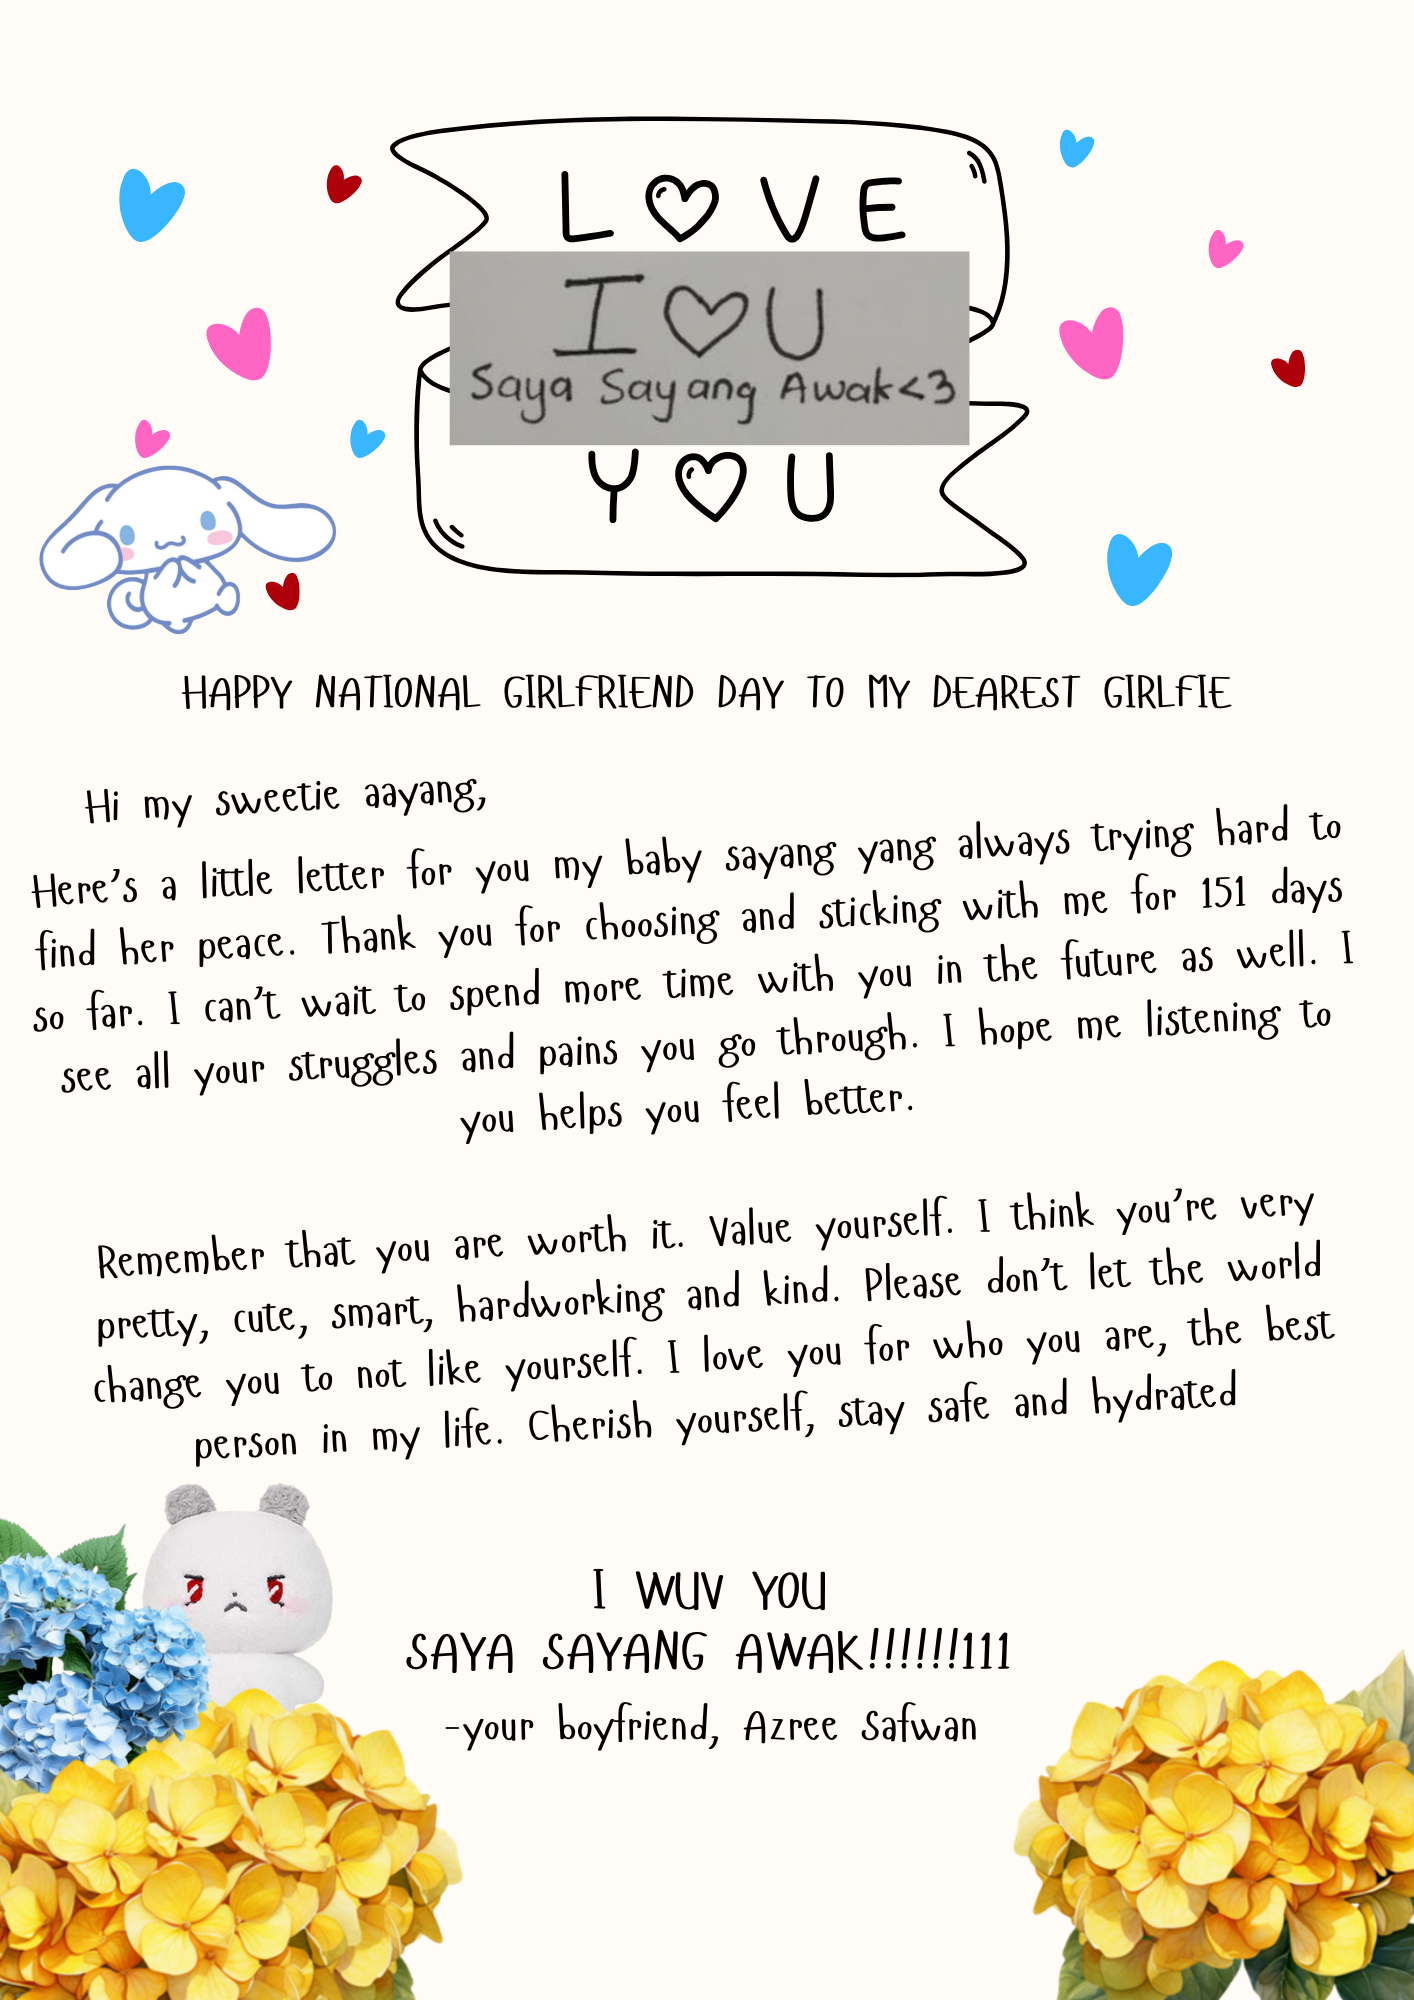 L♡VE
I♡U
Saya Sayang Awak<3
Y♡U
HAPPY NATIONAL GIRLFRIEND DAY TO MY DEAREST GIRLFIE
Hi my sweetie aayang,
Here's a little letter for you my baby sayang yang always trying hard to
find her peace. Thank you for choosing and sticking with me for 151 days
so far. I can't wait to spend more time with you in the future as well. I
see all your struggles and pains you go through. I hope me listening to
you helps you feel better.
Remember that you are worth it. Value yourself. I think you're very
pretty, cute, smart, hardworking and kind. Please don't let the world
change you to not like yourself. I love you for who you are, the best
person in my life. Cherish yourself, stay safe and hydrated
I WUV YOU
SAYA SAYANG AWAK!!!!!!111
-your boyfriend, Azree Safwan